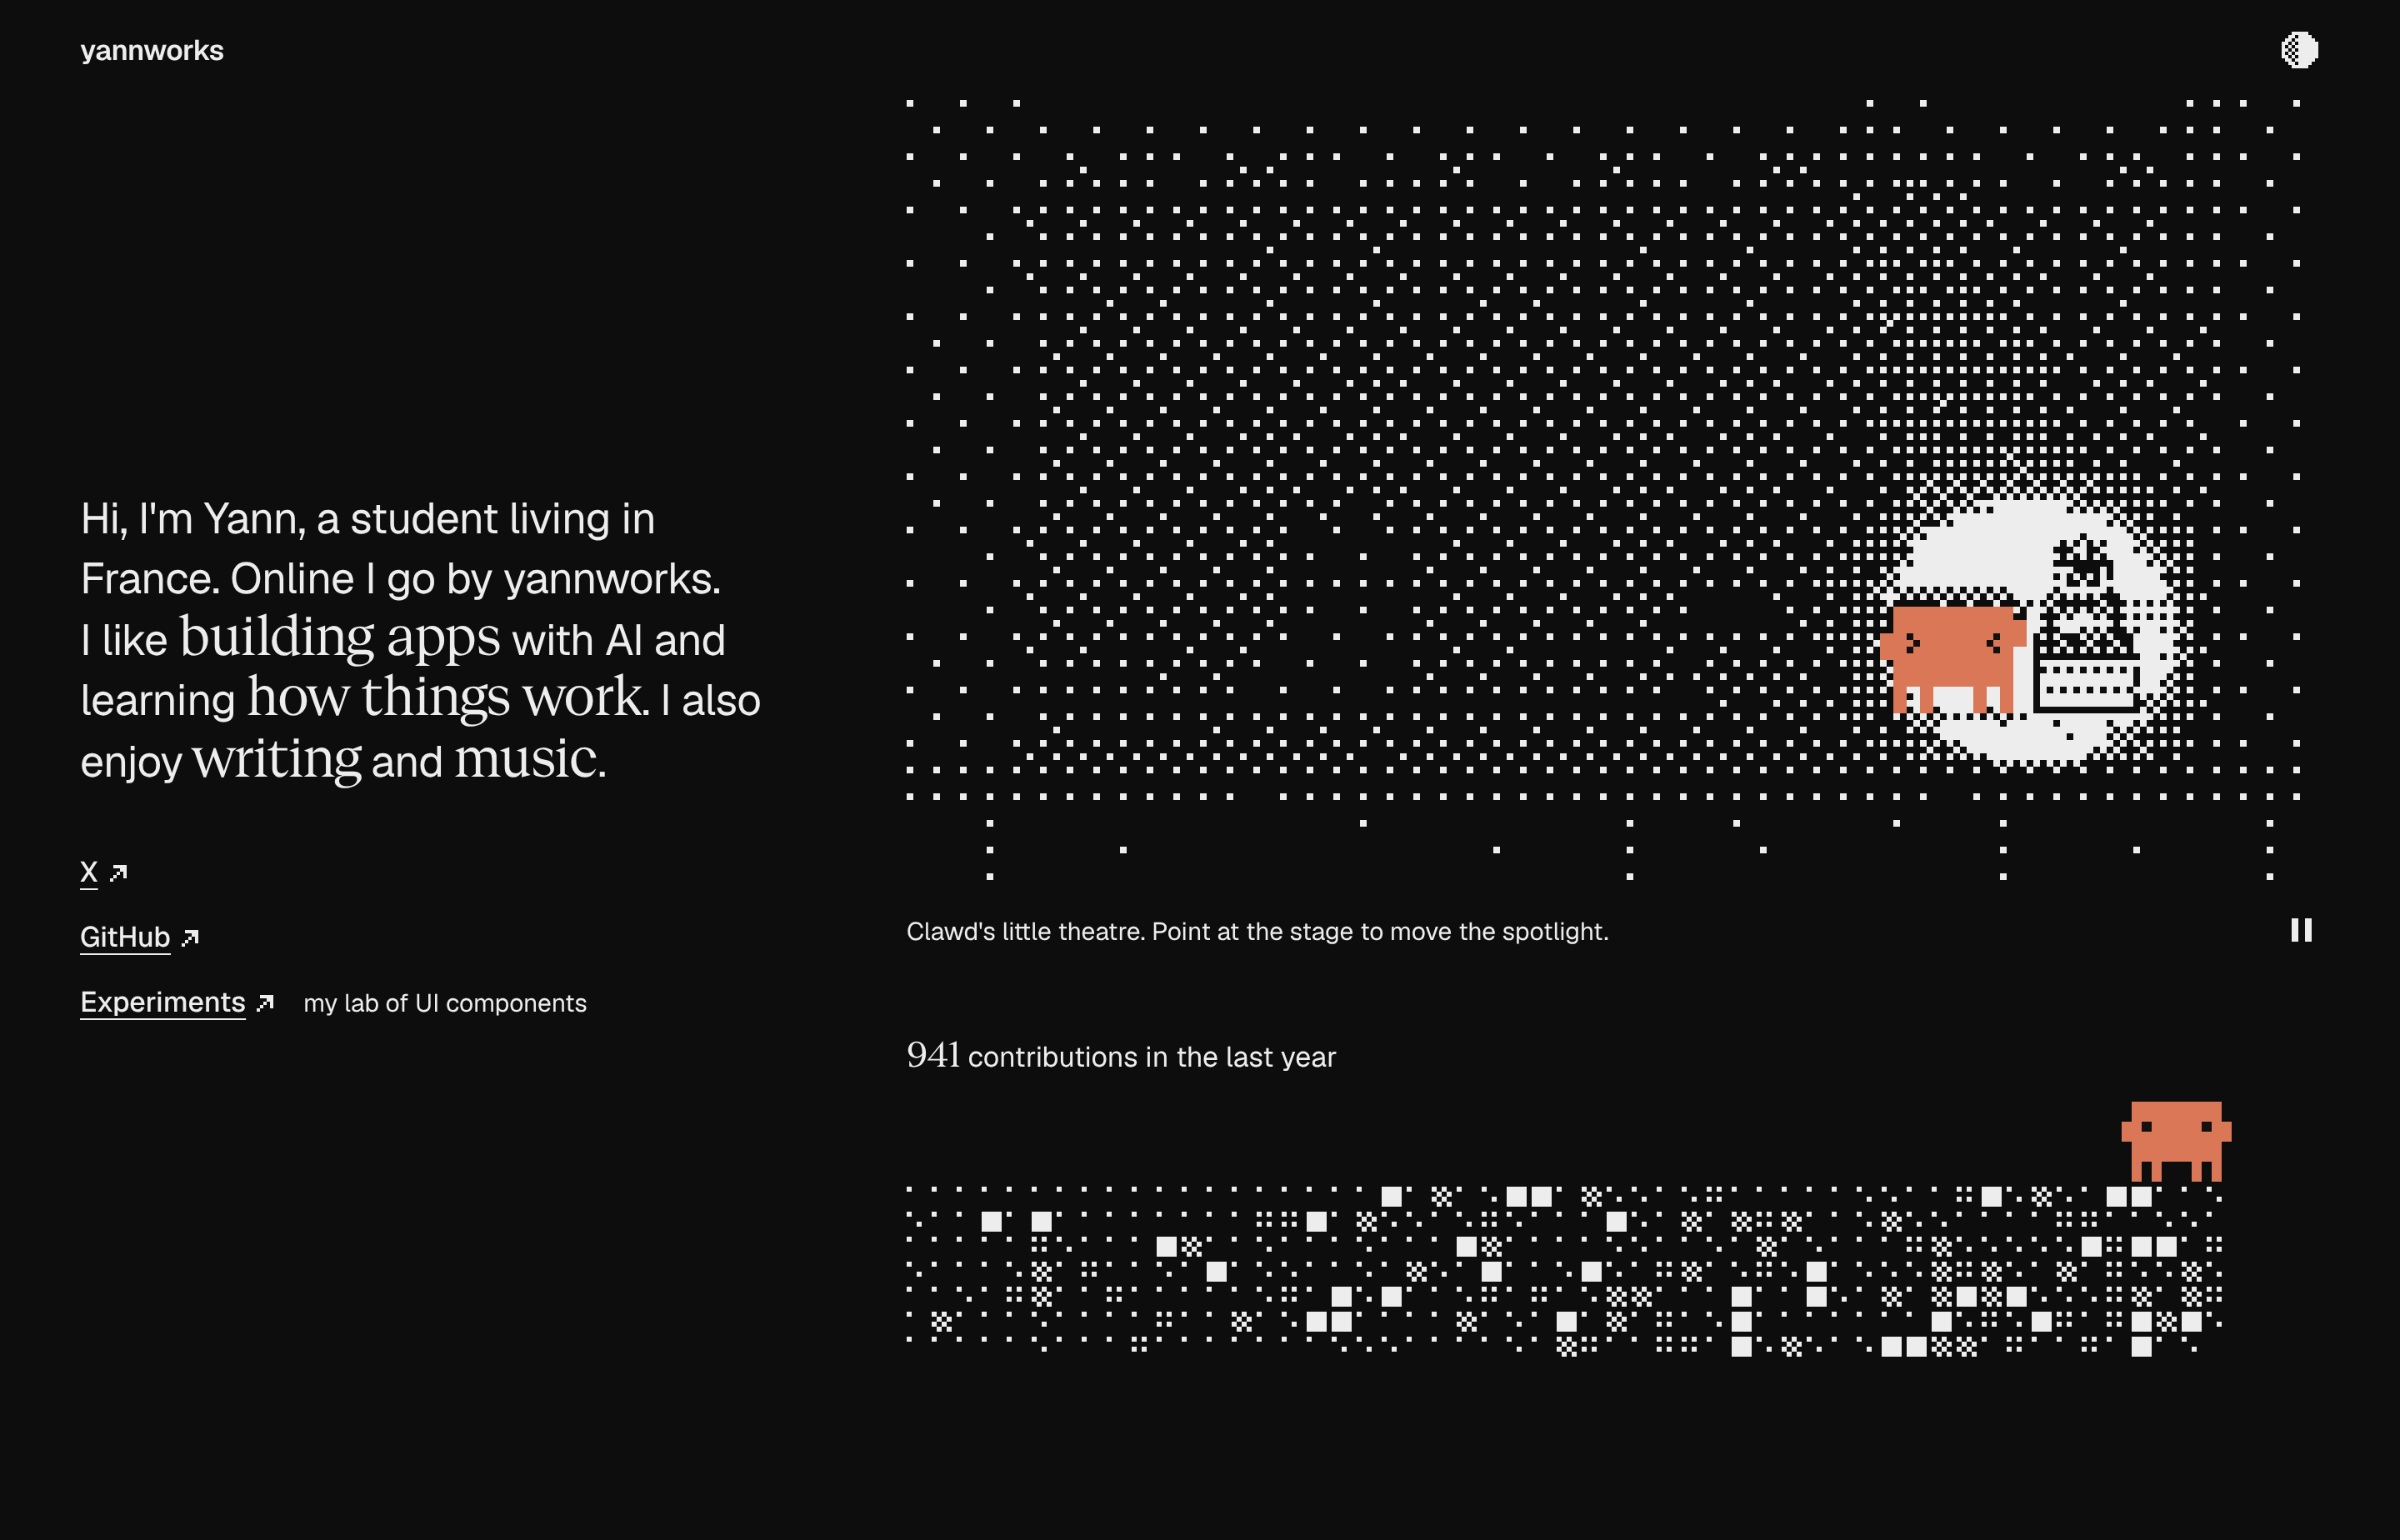 yannworks
Hi, I'm Yann, a student living in
France. Online I go by yannworks.
I like building apps with AI and
learning how things work. I also
enjoy writing and music.
X
GitHub
Experiments my lab of UI components
Clawd's little theatre. Point at the stage to move the spotlight.
941 contributions in the last year